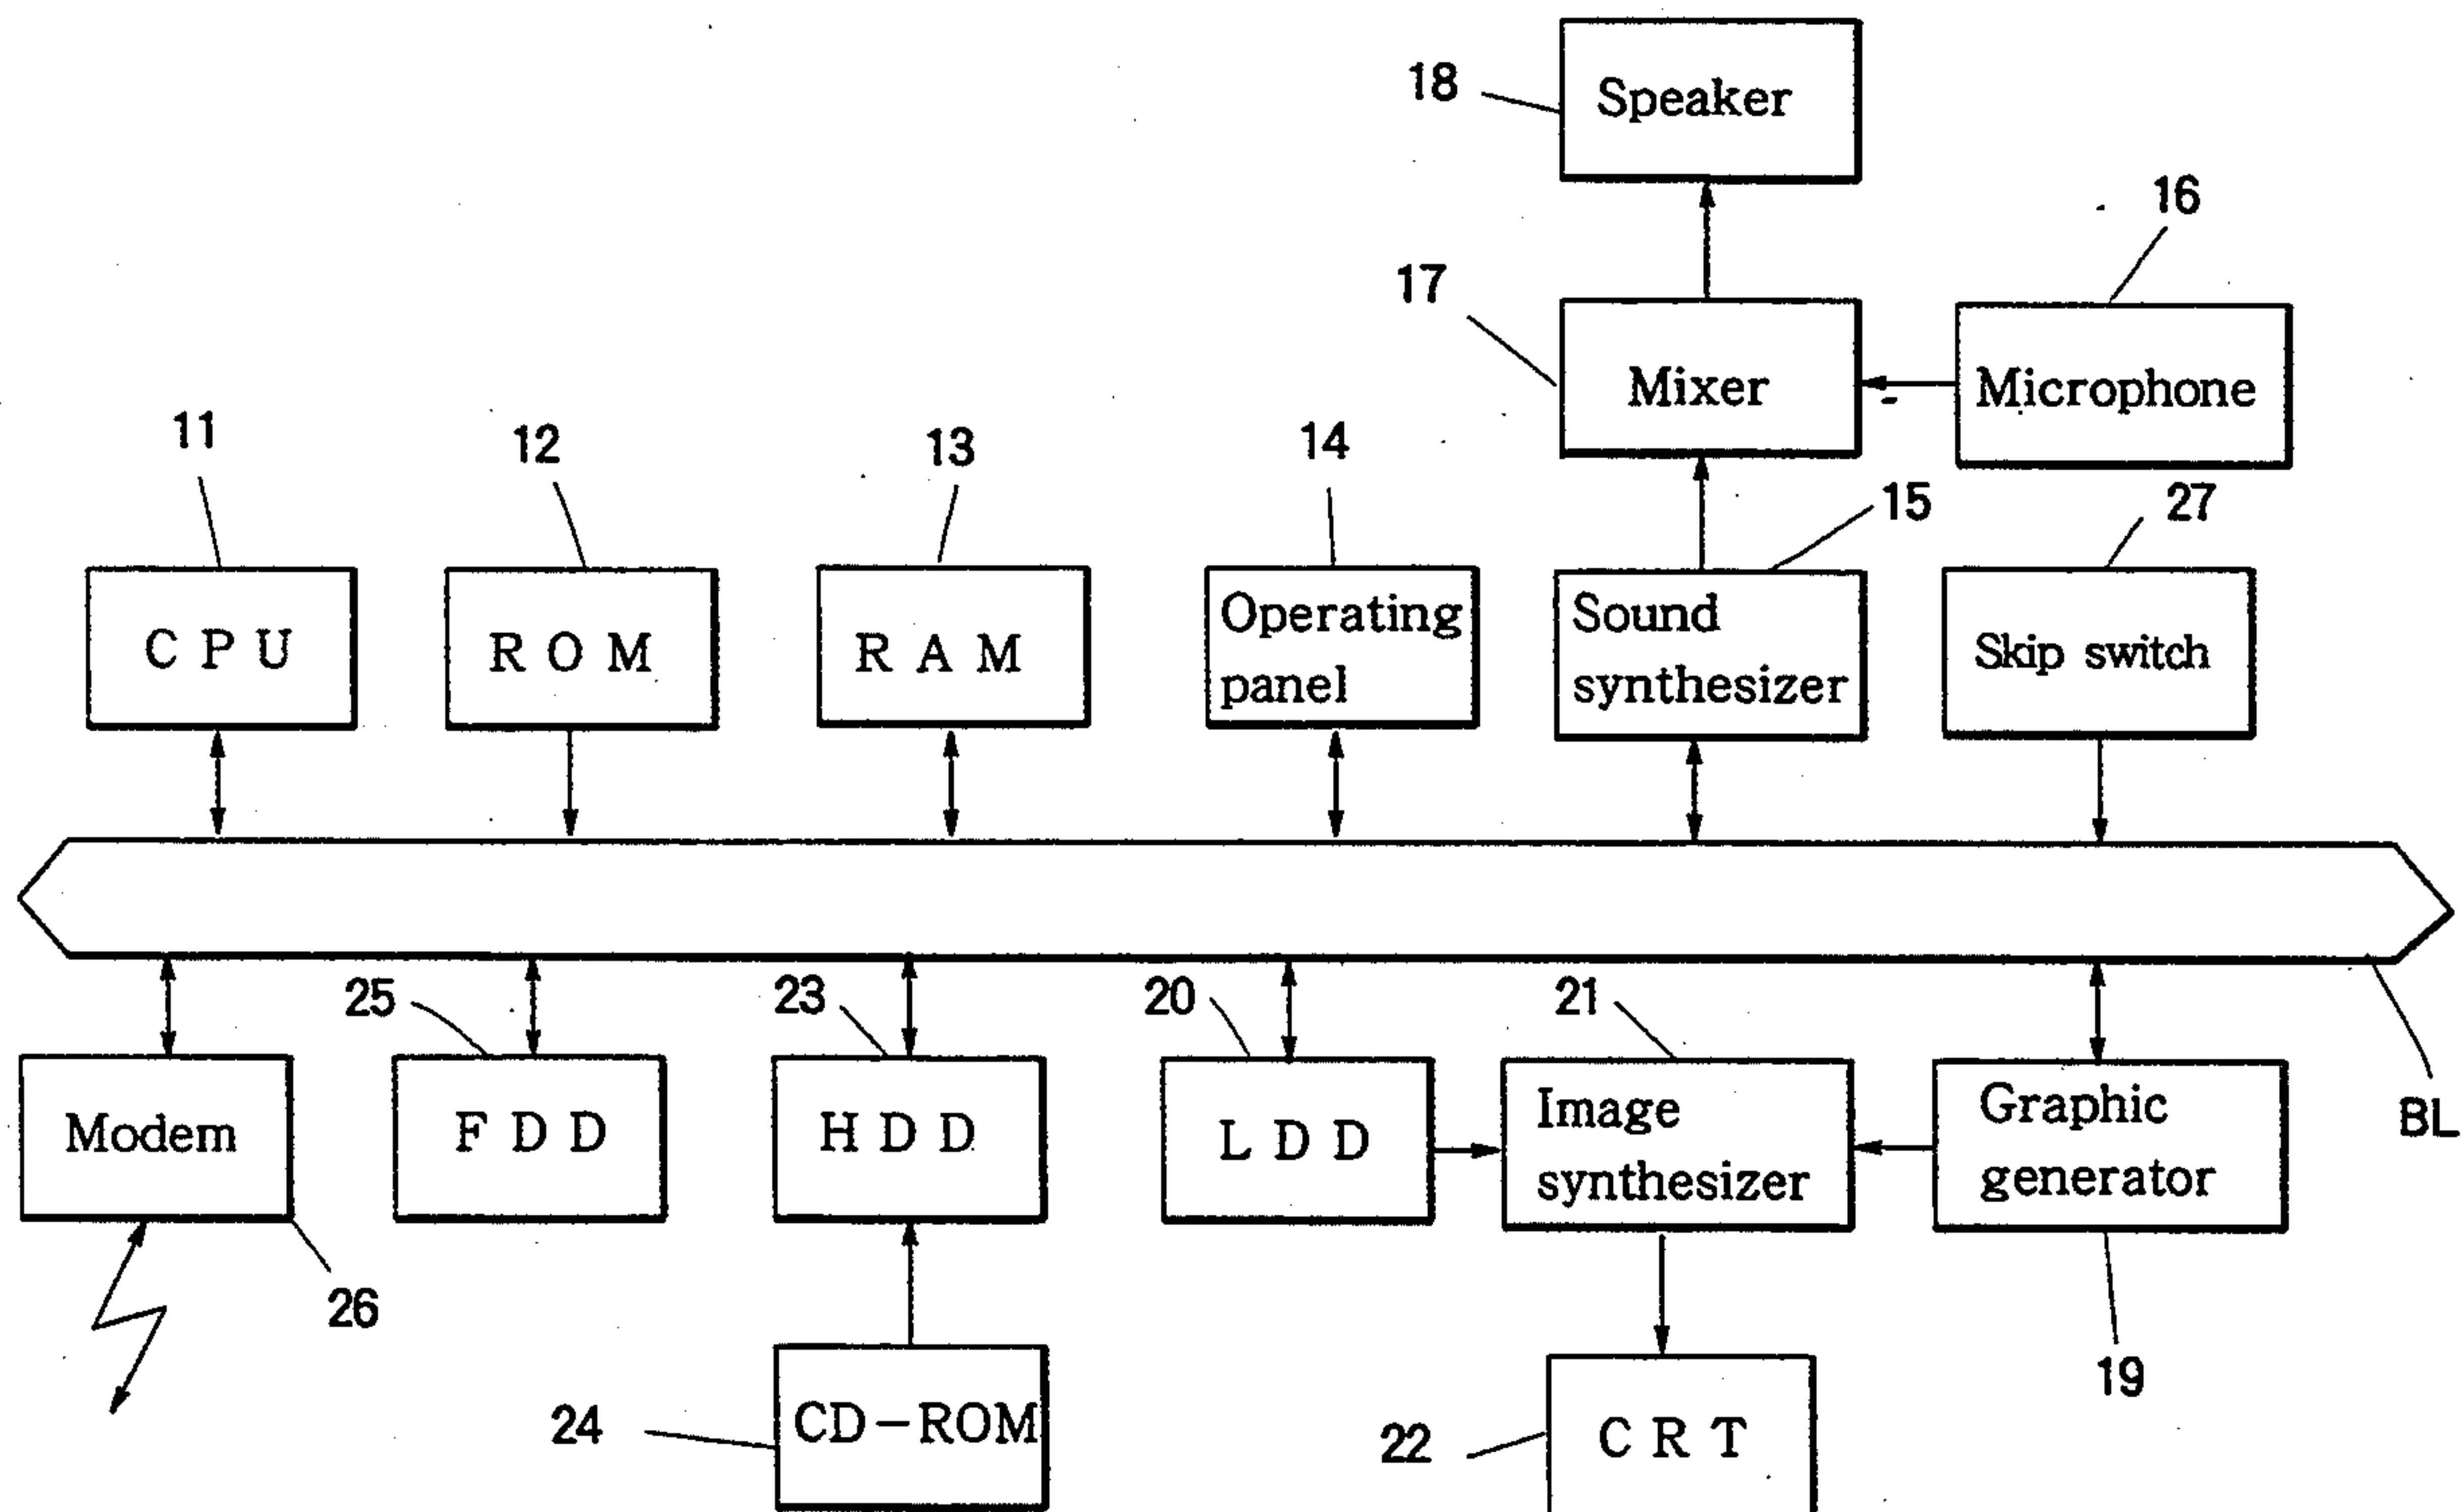 18
Speaker
16
17
Mixer
Microphone
11
12
13
14
15
27
C P U
R O M
R A M
Operating
panel
Sound
synthesizer
Skip switch
25
23
20
21
BL
Modem
F D D
H D D
L D D
Image
synthesizer
Graphic
generator
26
19
24
CD-ROM
22
C R T